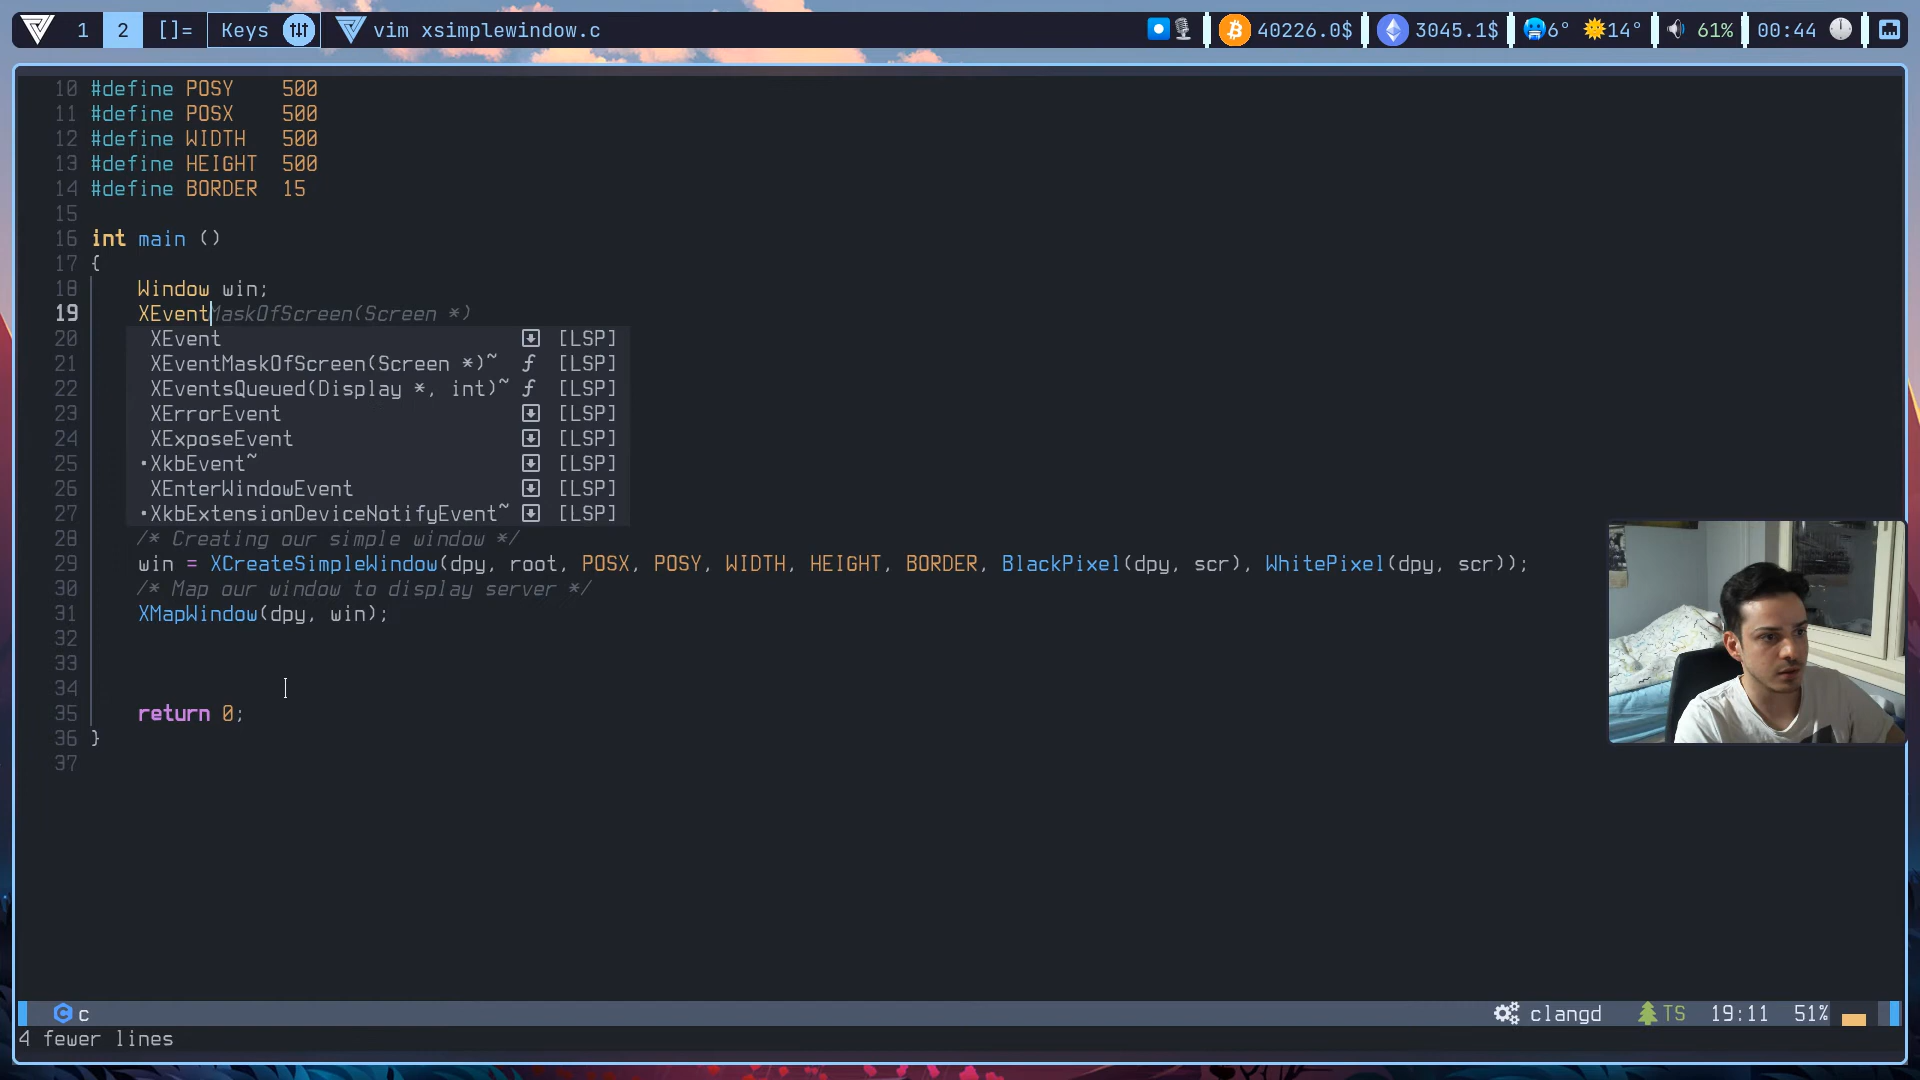 1 2 []= Keys vim xsimplewindow.c 40226.0$ 3045.1$ 6° 14° 61% 00:44
10 #define POSY 500
11 #define POSX 500
12 #define WIDTH 500
13 #define HEIGHT 500
14 #define BORDER 15
15
16 int main ()
17 {
18 Window win;
19 XEventMaskOfScreen(Screen *)
20 XEvent [LSP]
21 XEventMaskOfScreen(Screen *)~ f [LSP]
22 XEventsQueued(Display *, int)~ f [LSP]
23 XErrorEvent [LSP]
24 XExposeEvent [LSP]
25 •XkbEvent~ [LSP]
26 XEnterWindowEvent [LSP]
27 •XkbExtensionDeviceNotifyEvent~ [LSP]
28 /* Creating our simple window */
29 win = XCreateSimpleWindow(dpy, root, POSX, POSY, WIDTH, HEIGHT, BORDER, BlackPixel(dpy, scr), WhitePixel(dpy, scr));
30 /* Map our window to display server */
31 XMapWindow(dpy, win);
32
33
34
35 return 0;
36 }
37
C c clangd TS 19:11 51%
4 fewer lines